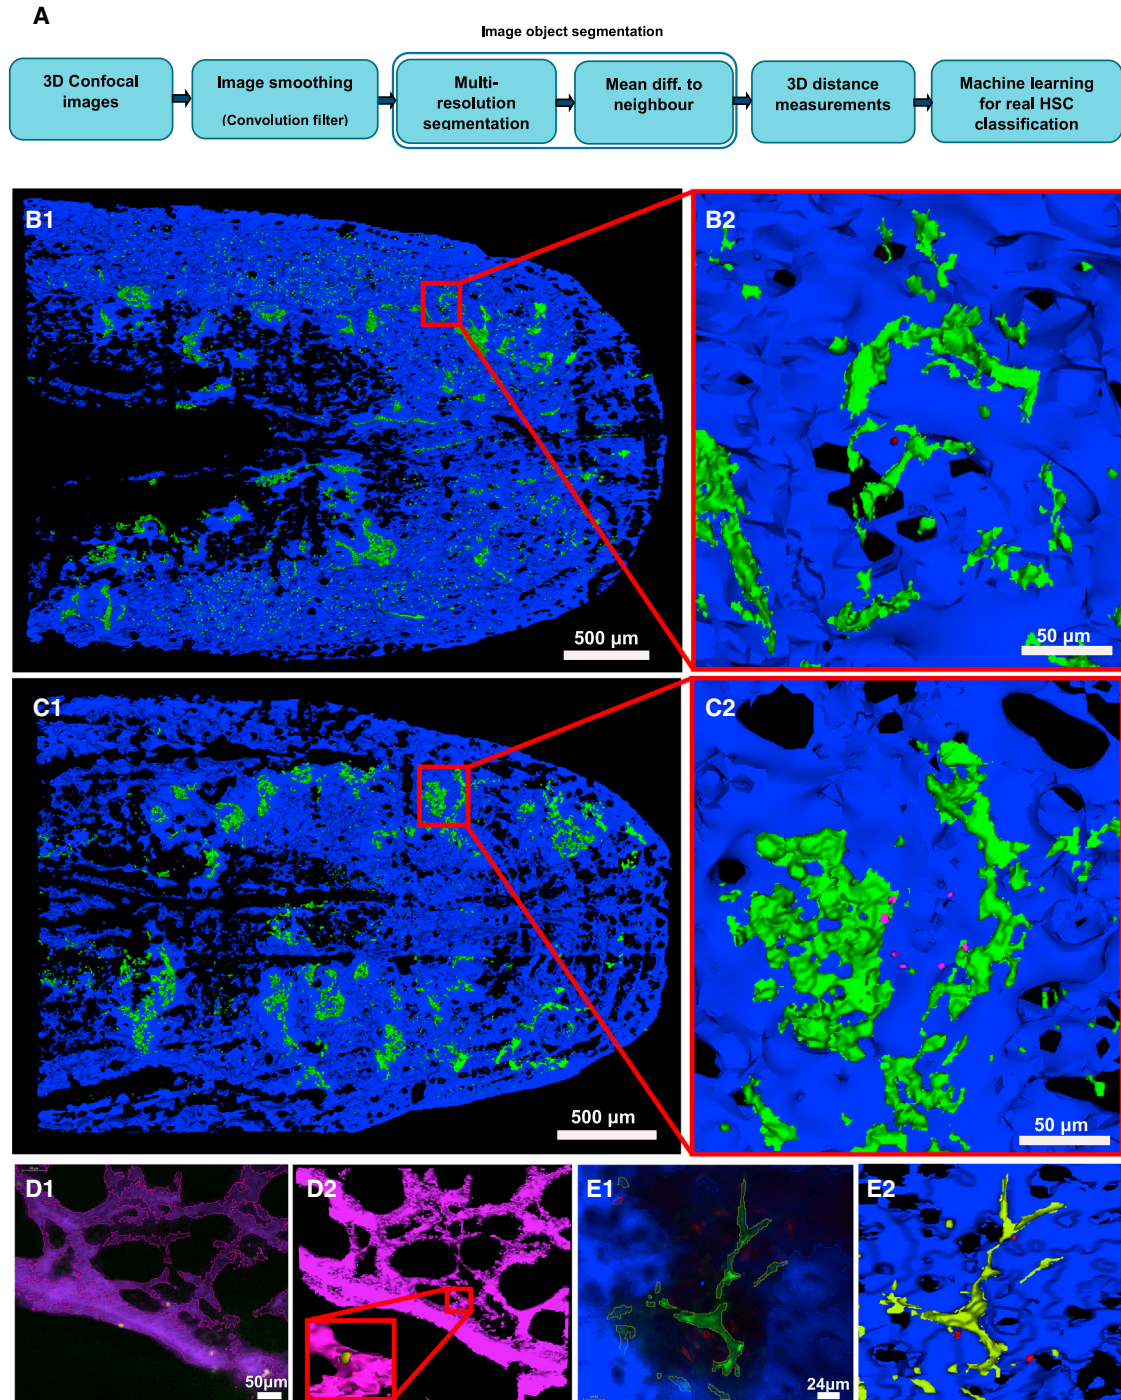 A
Image object segmentation
3D Confocal
images
Image smoothing
(Convolution filter)
Multi-
resolution
segmentation
Mean diff. to
neighbour
3D distance
measurements
Machine learning
for real HSC
classification
B1
500 µm
B2
50 µm
C1
500 µm
C2
50 µm
D1
50µm
D2
E1
24µm
E2